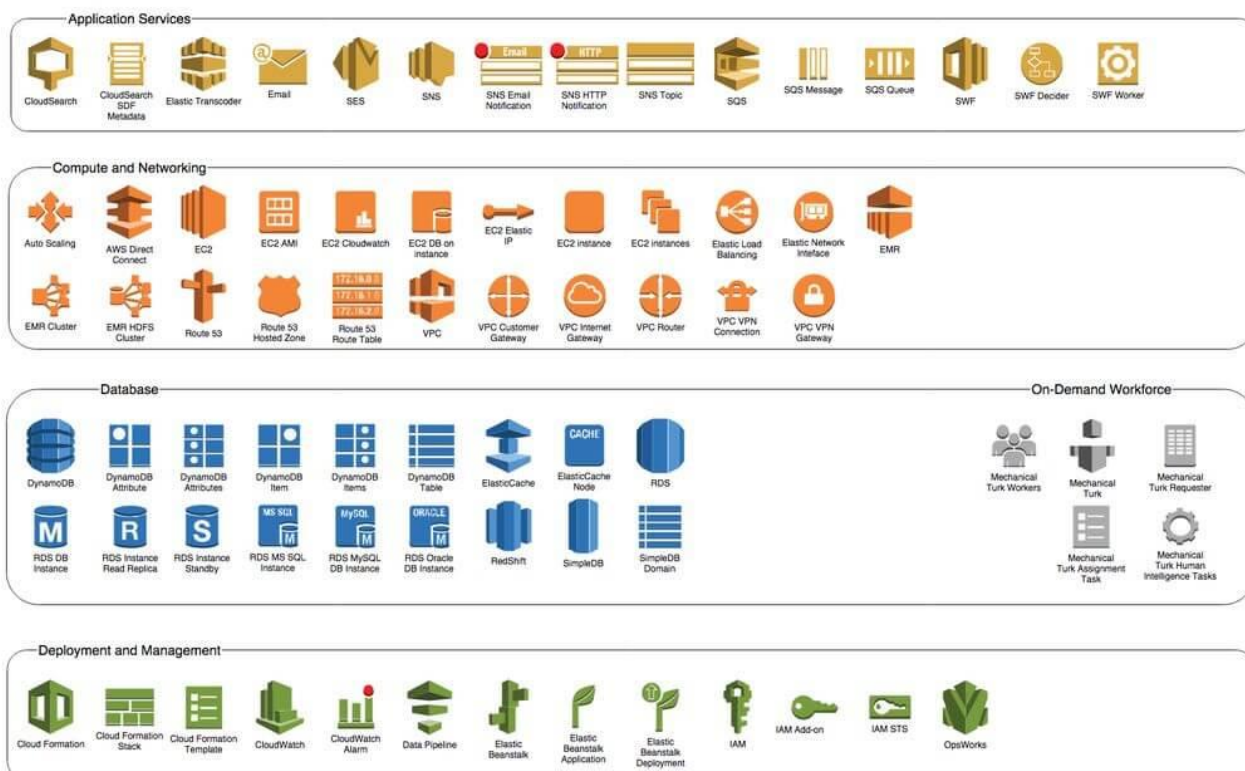 Application Services
CloudSearch
CloudSearch
SDF
Metadata
Elastic Transcoder
@
Email
SES
SNS
Email
SNS Email
Notification
HTTP
SNS HTTP
Notification
SNS Topic
SQS
SQS Message
SQS Queue
SWF
SWF Decider
SWF Worker
Compute and Networking
Auto Scaling
AWS Direct
Connect
EC2
EC2 AMI
EC2 Cloudwatch
EC2 DB on
instance
EC2 Elastic
IP
EC2 instance
EC2 instances
Elastic Load
Balancing
Elastic Network
Inteface
EMR
EMR Cluster
EMR HDFS
Cluster
Route 53
Route 53
Hosted Zone
172.16.0.0
172.16.1.0
172.16.2.0
Route 53
Route Table
VPC
VPC Customer
Gateway
VPC Internet
Gateway
VPC Router
VPC VPN
Connection
VPC VPN
Gateway
Database
DynamoDB
DynamoDB
Attribute
DynamoDB
Attributes
DynamoDB
Item
DynamoDB
Items
DynamoDB
Table
ElasticCache
CACHE
ElasticCache
Node
RDS
M
RDS DB
Instance
R
RDS Instance
Read Replica
S
RDS Instance
Standby
MS SQL
M
RDS MS SQL
Instance
MySQL
M
RDS MySQL
DB Instance
ORACLE
M
RDS Oracle
DB Instance
RedShift
SimpleDB
SimpleDB
Domain
On-Demand Workforce
Mechanical
Turk Workers
Mechanical
Turk
Mechanical
Turk Requester
Mechanical
Turk Assignment
Task
Mechanical
Turk Human
Intelligence Tasks
Deployment and Management
Cloud Formation
Cloud Formation
Stack
Cloud Formation
Template
CloudWatch
CloudWatch
Alarm
Data Pipeline
Elastic
Beanstalk
Elastic
Beanstalk
Application
Elastic
Beanstalk
Deployment
IAM
IAM Add-on
IAM STS
OpsWorks